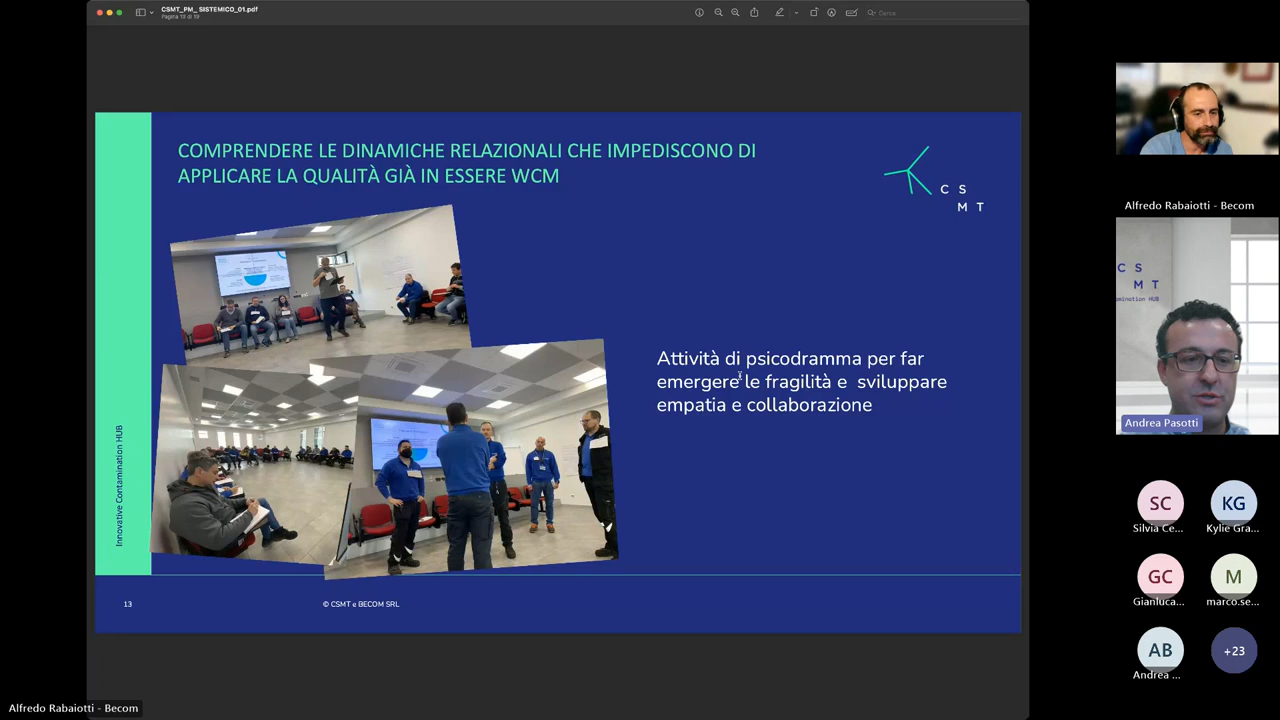 CSMT_PM_ SISTEMICO_01.pdf
Pagina 13 di 19
Cerca
COMPRENDERE LE DINAMICHE RELAZIONALI CHE IMPEDISCONO DI
APPLICARE LA QUALITÀ GIÀ IN ESSERE WCM
C S
M T
Attività di psicodramma per far
emergere le fragilità e  sviluppare
empatia e collaborazione
Innovative Contamination HUB
13
© CSMT e BECOM SRL
Alfredo Rabaiotti - Becom
Alfredo Rabaiotti - Becom
C S
M T
mination HUB
Andrea Pasotti
SC
KG
Silvia Ce...
Kylie Gra...
GC
M
Gianluca...
marco.se...
AB
+23
Andrea ...